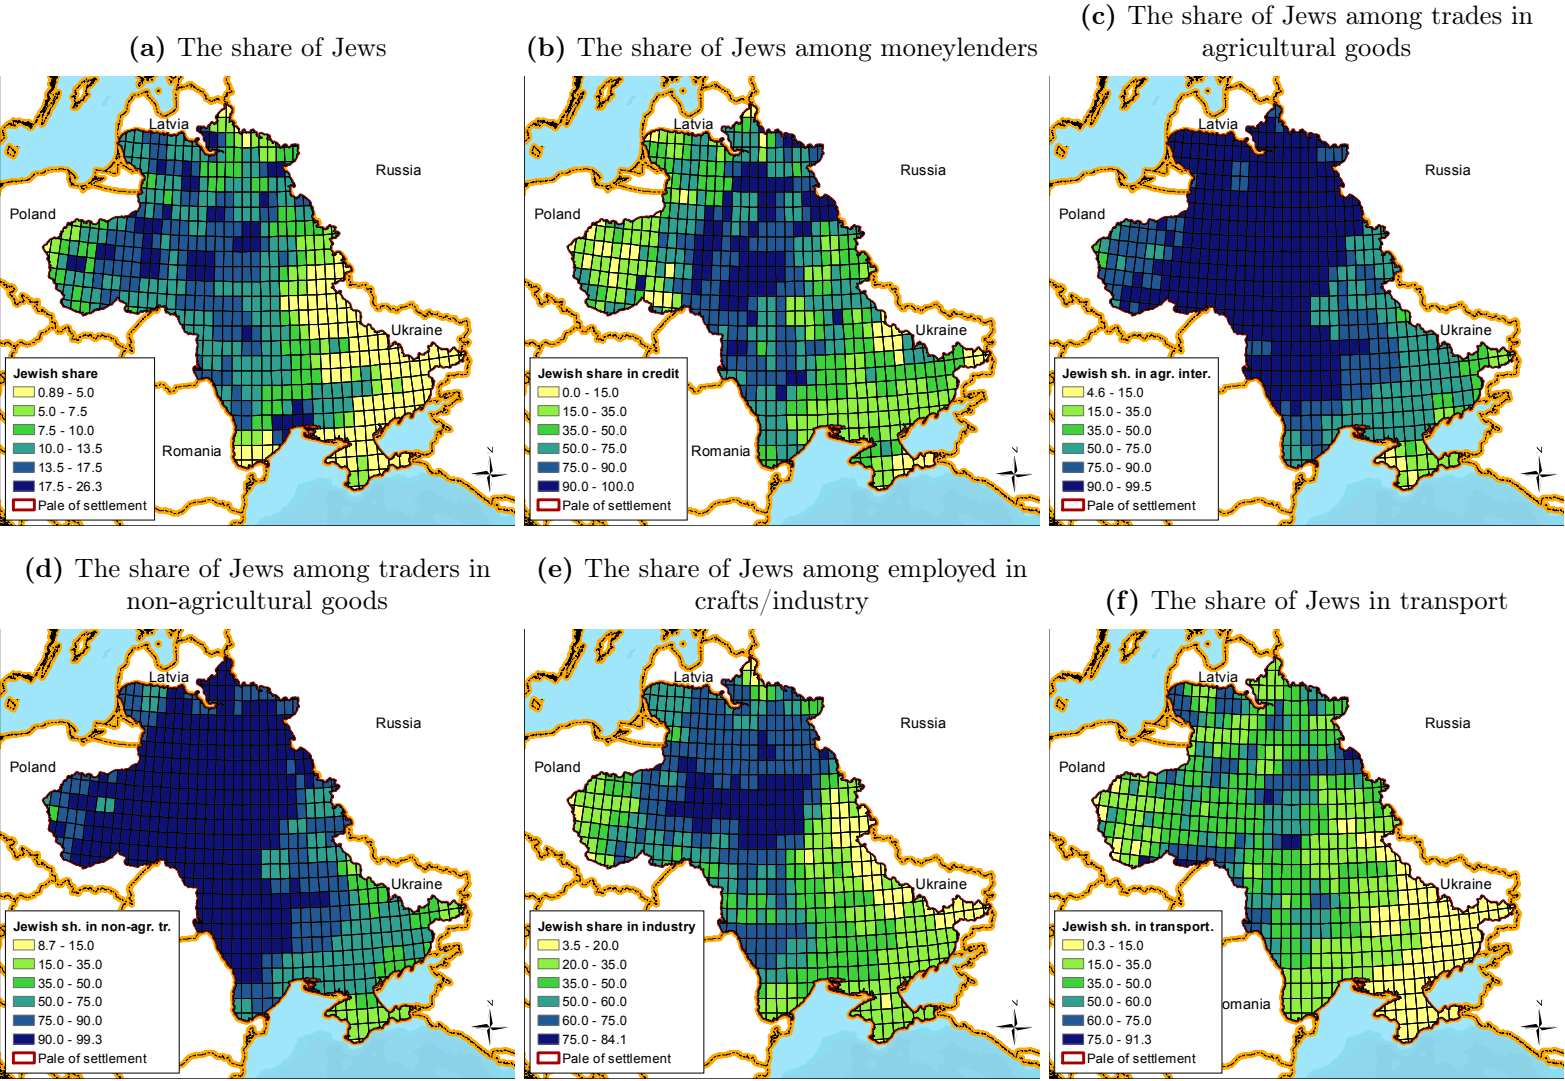 (a) The share of Jews
Latvia
Russia
Poland
Ukraine
Romania
Jewish share
0.89 - 5.0
5.0 - 7.5
7.5 - 10.0
10.0 - 13.5
13.5 - 17.5
17.5 - 26.3
Pale of settlement
N
(b) The share of Jews among moneylenders
Latvia
Russia
Poland
Ukraine
Romania
Jewish share in credit
0.0 - 15.0
15.0 - 35.0
35.0 - 50.0
50.0 - 75.0
75.0 - 90.0
90.0 - 100.0
Pale of settlement
N
(c) The share of Jews among trades in
agricultural goods
Latvia
Russia
Poland
Ukraine
Jewish sh. in agr. inter.
4.6 - 15.0
15.0 - 35.0
35.0 - 50.0
50.0 - 75.0
75.0 - 90.0
90.0 - 99.5
Pale of settlement
N
(d) The share of Jews among traders in
non-agricultural goods
Latvia
Russia
Poland
Ukraine
Jewish sh. in non-agr. tr.
8.7 - 15.0
15.0 - 35.0
35.0 - 50.0
50.0 - 75.0
75.0 - 90.0
90.0 - 99.3
Pale of settlement
N
(e) The share of Jews among employed in
crafts/industry
Latvia
Russia
Poland
Ukraine
Jewish share in industry
3.5 - 20.0
20.0 - 35.0
35.0 - 50.0
50.0 - 60.0
60.0 - 75.0
75.0 - 84.1
Pale of settlement
N
(f) The share of Jews in transport
Latvia
Russia
Poland
Ukraine
omania
Jewish sh. in transport.
0.3 - 15.0
15.0 - 35.0
35.0 - 50.0
50.0 - 60.0
60.0 - 75.0
75.0 - 91.3
Pale of settlement
N